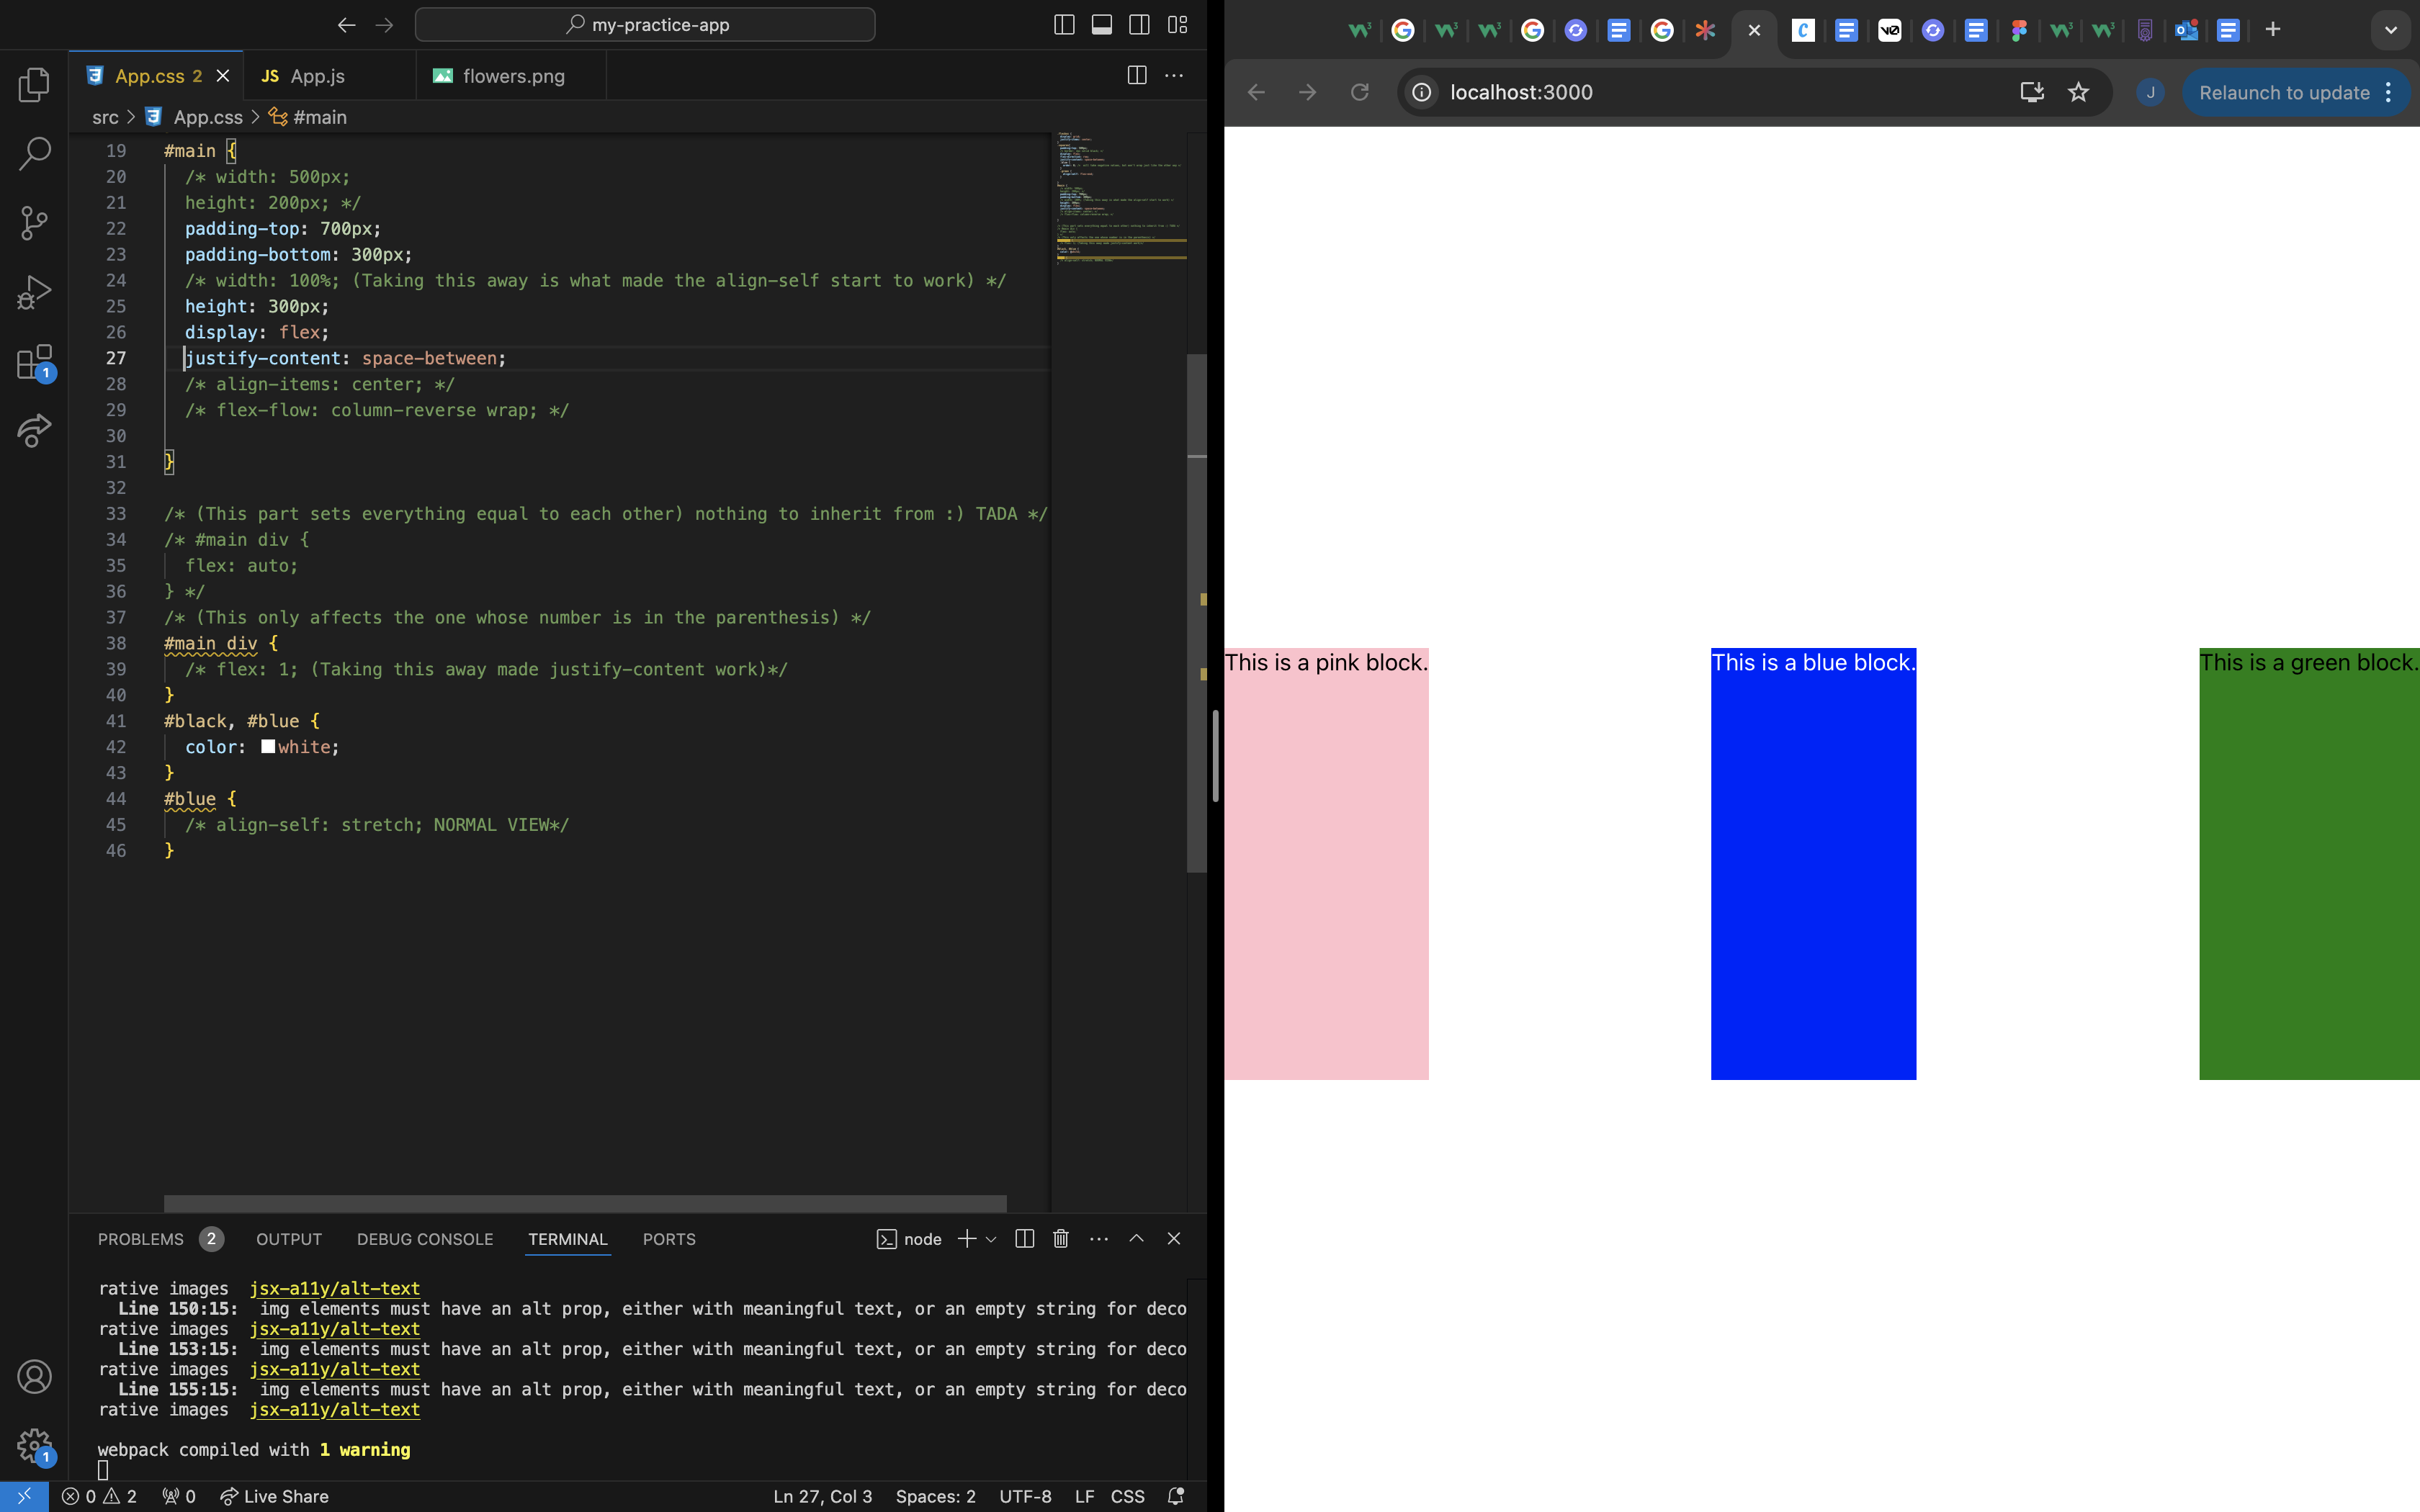 my-practice-app
App.css 2
JS App.js
flowers.png
src > App.css > #main
19 #main {
20 /* width: 500px;
21 height: 200px; */
22 padding-top: 700px;
23 padding-bottom: 300px;
24 /* width: 100%; (Taking this away is what made the align-self start to work) */
25 height: 300px;
26 display: flex;
27 justify-content: space-between;
28 /* align-items: center; */
29 /* flex-flow: column-reverse wrap; */
30
31 }
32
33 /* (This part sets everything equal to each other) nothing to inherit from :) TADA */
34 /* #main div {
35 flex: auto;
36 } */
37 /* (This only affects the one whose number is in the parenthesis) */
38 #main div {
39 /* flex: 1; (Taking this away made justify-content work)*/
40 }
41 #black, #blue {
42 color: white;
43 }
44 #blue {
45 /* align-self: stretch; NORMAL VIEW*/
46 }
1
PROBLEMS 2 OUTPUT DEBUG CONSOLE TERMINAL PORTS node
rative images jsx-a11y/alt-text
Line 150:15: img elements must have an alt prop, either with meaningful text, or an empty string for deco
rative images jsx-a11y/alt-text
Line 153:15: img elements must have an alt prop, either with meaningful text, or an empty string for deco
rative images jsx-a11y/alt-text
Line 155:15: img elements must have an alt prop, either with meaningful text, or an empty string for deco
rative images jsx-a11y/alt-text
webpack compiled with 1 warning
1
0 2 0 Live Share Ln 27, Col 3 Spaces: 2 UTF-8 LF CSS
localhost:3000
J
Relaunch to update
This is a pink block.
This is a blue block.
This is a green block.